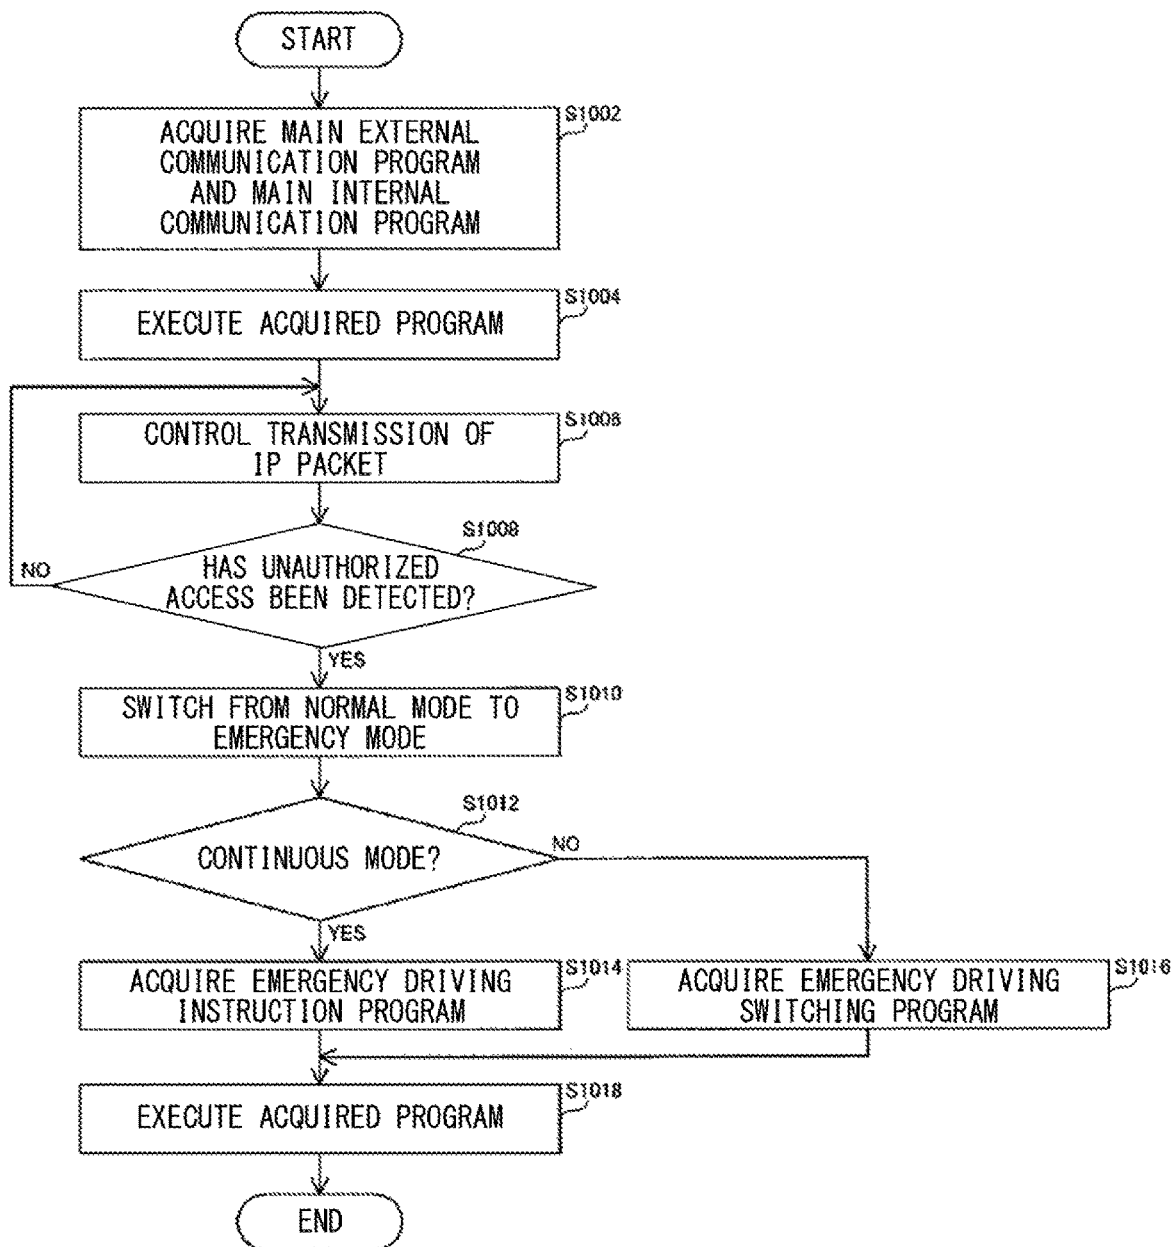 START
S1002
ACQUIRE MAIN EXTERNAL
COMMUNICATION PROGRAM
AND MAIN INTERNAL
COMMUNICATION PROGRAM
S1004
EXECUTE ACQUIRED PROGRAM
S1006
CONTROL TRANSMISSION OF
IP PACKET
S1008
HAS UNAUTHORIZED
ACCESS BEEN DETECTED?
NO
YES
S1010
SWITCH FROM NORMAL MODE TO
EMERGENCY MODE
S1012
CONTINUOUS MODE?
NO
YES
S1014
ACQUIRE EMERGENCY DRIVING
INSTRUCTION PROGRAM
S1016
ACQUIRE EMERGENCY DRIVING
SWITCHING PROGRAM
S1018
EXECUTE ACQUIRED PROGRAM
END